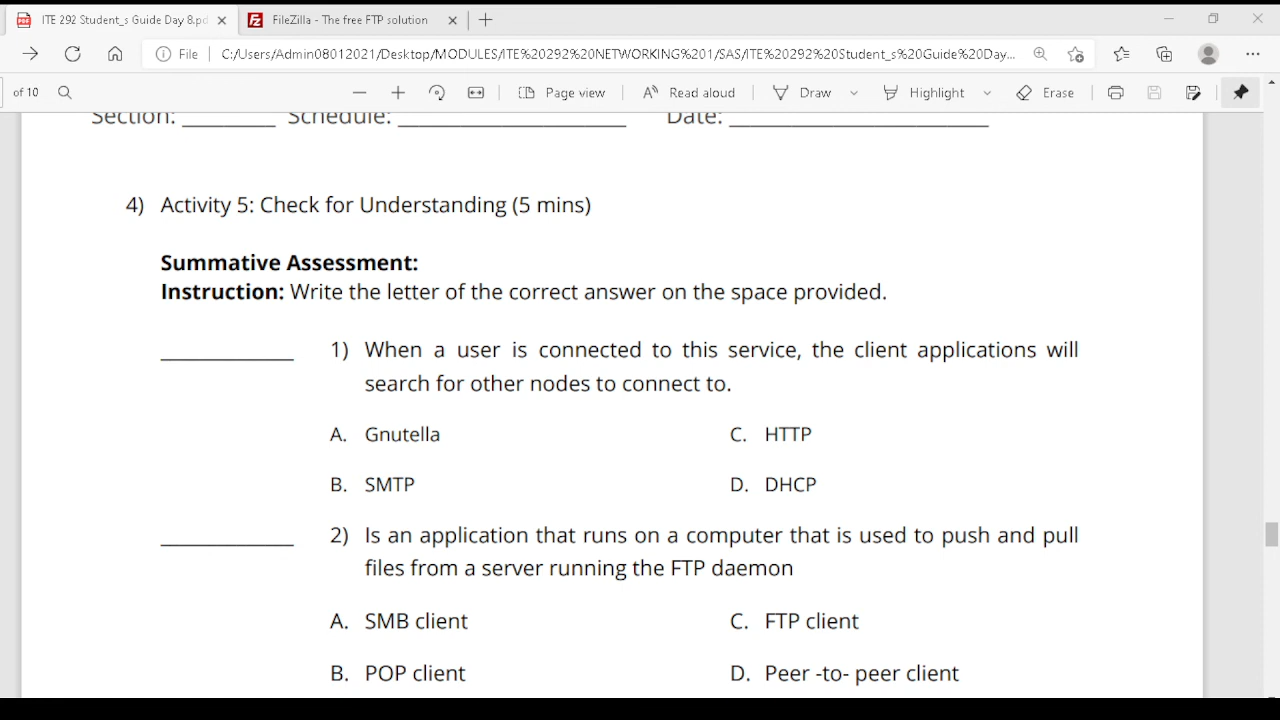 ITE 292 Student_s Guide Day 8.pd
FileZilla - The free FTP solution
File
C:/Users/Admin08012021/Desktop/MODULES/ITE%20292%20NETWORKING%201/SAS/ITE%20292%20Student_s%20Guide%20Day...
of 10
Page view
Read aloud
Draw
Highlight
Erase
Section: _________ Schedule: ____________________ Date: _______________________
4) Activity 5: Check for Understanding (5 mins)
Summative Assessment:
Instruction: Write the letter of the correct answer on the space provided.
____________ 1) When a user is connected to this service, the client applications will
search for other nodes to connect to.
A. Gnutella C. HTTP
B. SMTP D. DHCP
____________ 2) Is an application that runs on a computer that is used to push and pull
files from a server running the FTP daemon
A. SMB client C. FTP client
B. POP client D. Peer -to- peer client